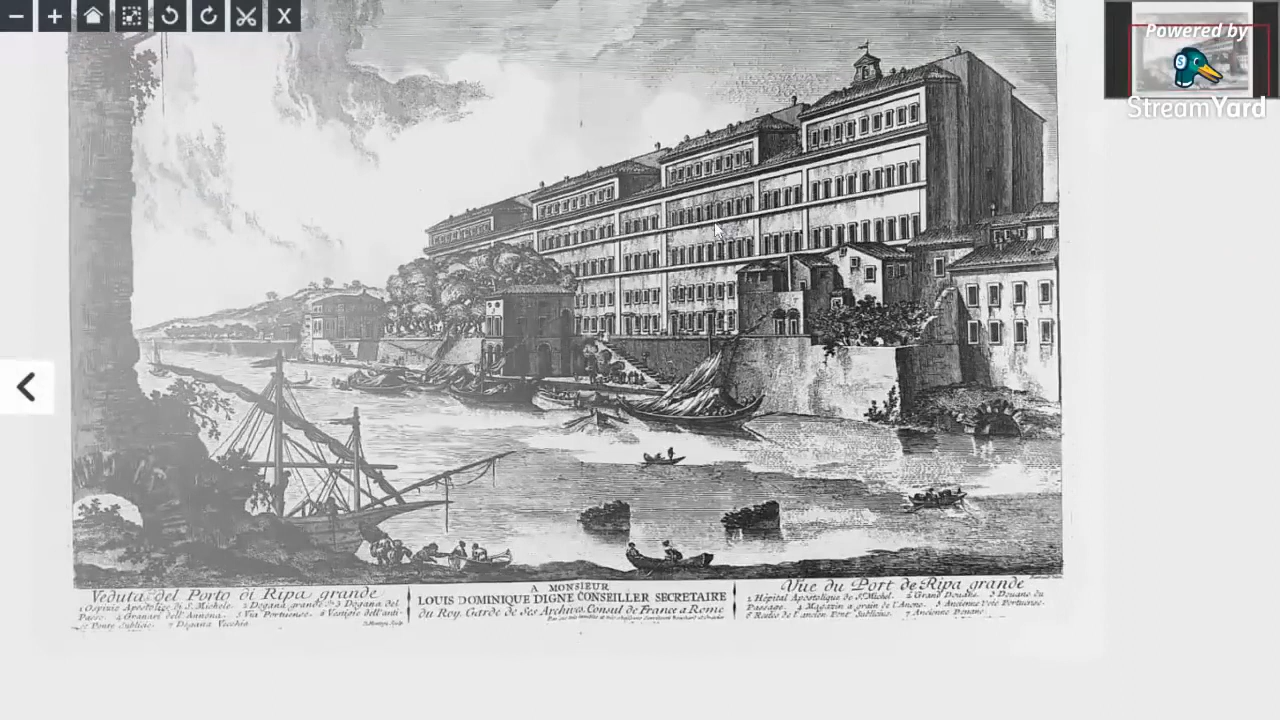 Powered by
StreamYard
Veduta del Porto di Ripa grande
1 Ospizio Apostolico di S. Michele. 2 Dogana grande. 3 Dogana del
Passo. 4 Granari dell'Annona. 5 Via Portuense. 6 Vestigie dell'anti-
Ponte Sublicio. 7 Dogana Vecchia
A MONSIEUR
LOUIS DOMINIQUE DIGNE CONSEILLER SECRETAIRE
du Roy, Garde de Ses Archives, Consul de France a Rome
Vüe du Port de Ripa grande
1 Hôpital Apostolique de S. Michel. 2 Grand Douane. 3 Douane du
Passage. 4 Magazin a grain de l'Anone. 5 Ancienne Voie Portuense.
6 Restes de l'ancien Pont Sublicius. 7 Ancienne Douane.